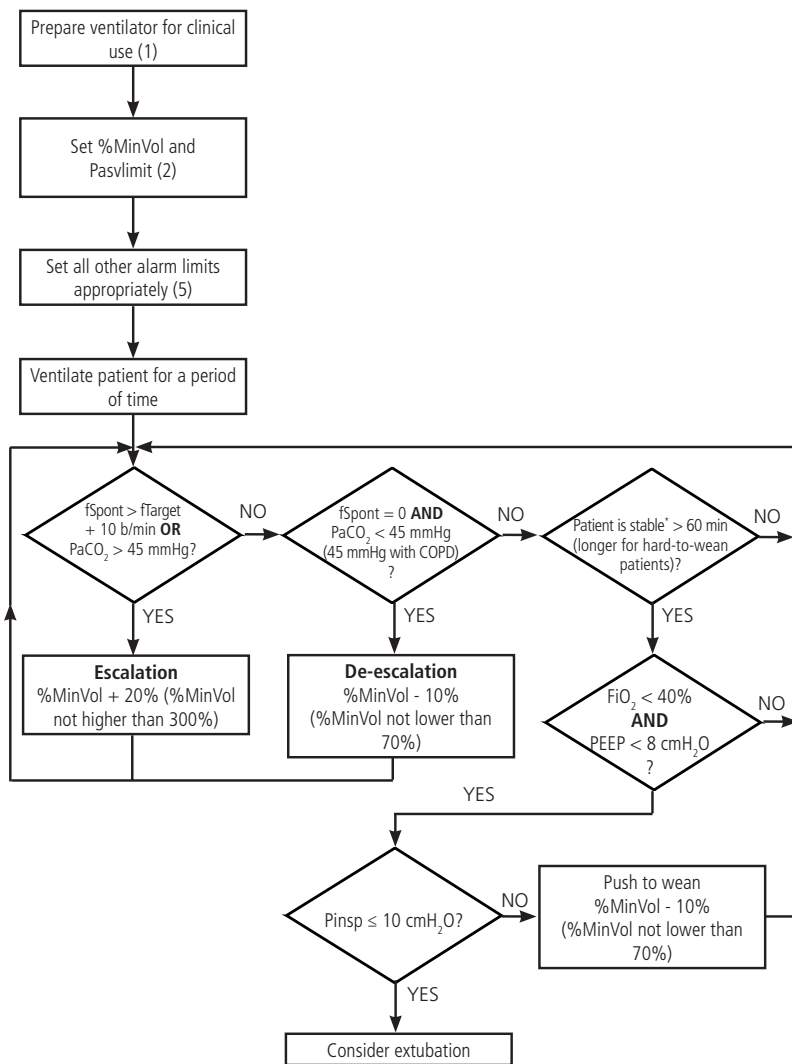 Prepare ventilator for clinical
use (1)
Set %MinVol and
Pasvlimit (2)
Set all other alarm limits
appropriately (5)
Ventilate patient for a period
of time
fSpont > fTarget
+ 10 b/min OR
PaCO₂ > 45 mmHg?
NO
fSpont = 0 AND
PaCO₂ < 45 mmHg
(45 mmHg with COPD)
?
NO
Patient is stable* > 60 min
(longer for hard-to-wean
patients)?
NO
YES
YES
YES
Escalation
%MinVol + 20% (%MinVol
not higher than 300%)
De-escalation
%MinVol - 10%
(%MinVol not lower than
70%)
FiO₂ < 40%
AND
PEEP < 8 cmH₂O
?
NO
YES
Pinsp ≤ 10 cmH₂O?
NO
Push to wean
%MinVol - 10%
(%MinVol not lower than
70%)
YES
Consider extubation